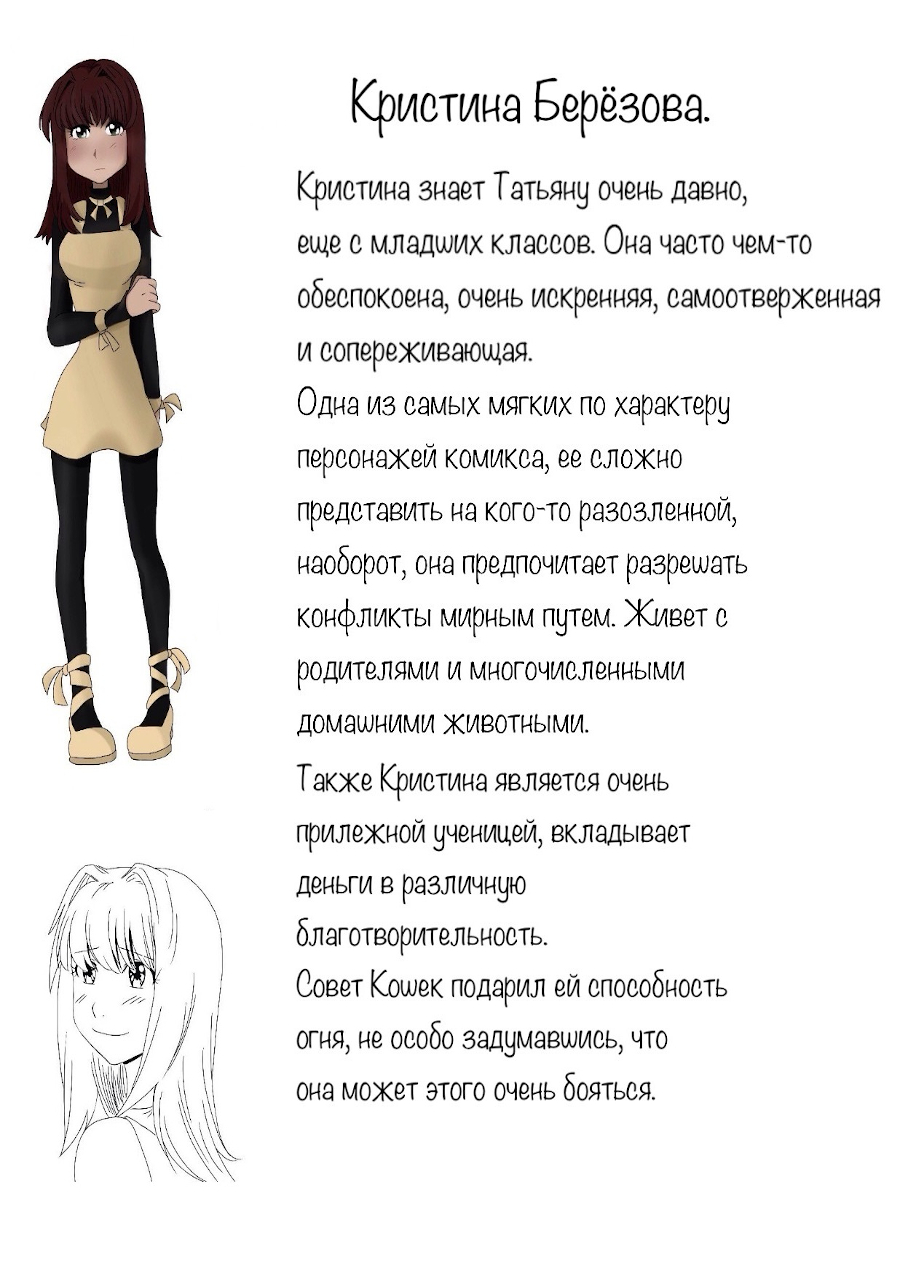 Кристина Берёзова.
Кристина знает Татьяну очень давно,
еще с младших классов. Она часто чем-то
обеспокоена, очень искренняя, самоотверженная
и сопереживающая.
Одна из самых мягких по характеру
персонажей комикса, ее сложно
представить на кого-то разозленной,
наоборот, она предпочитает разрешать
конфликты мирным путем. Живет с
родителями и многочисленными
домашними животными.
Также Кристина является очень
прилежной ученицей, вкладывает
деньги в различную
благотворительность.
Совет Кошек подарил ей способность
огня, не особо задумавшись, что
она может этого очень бояться.